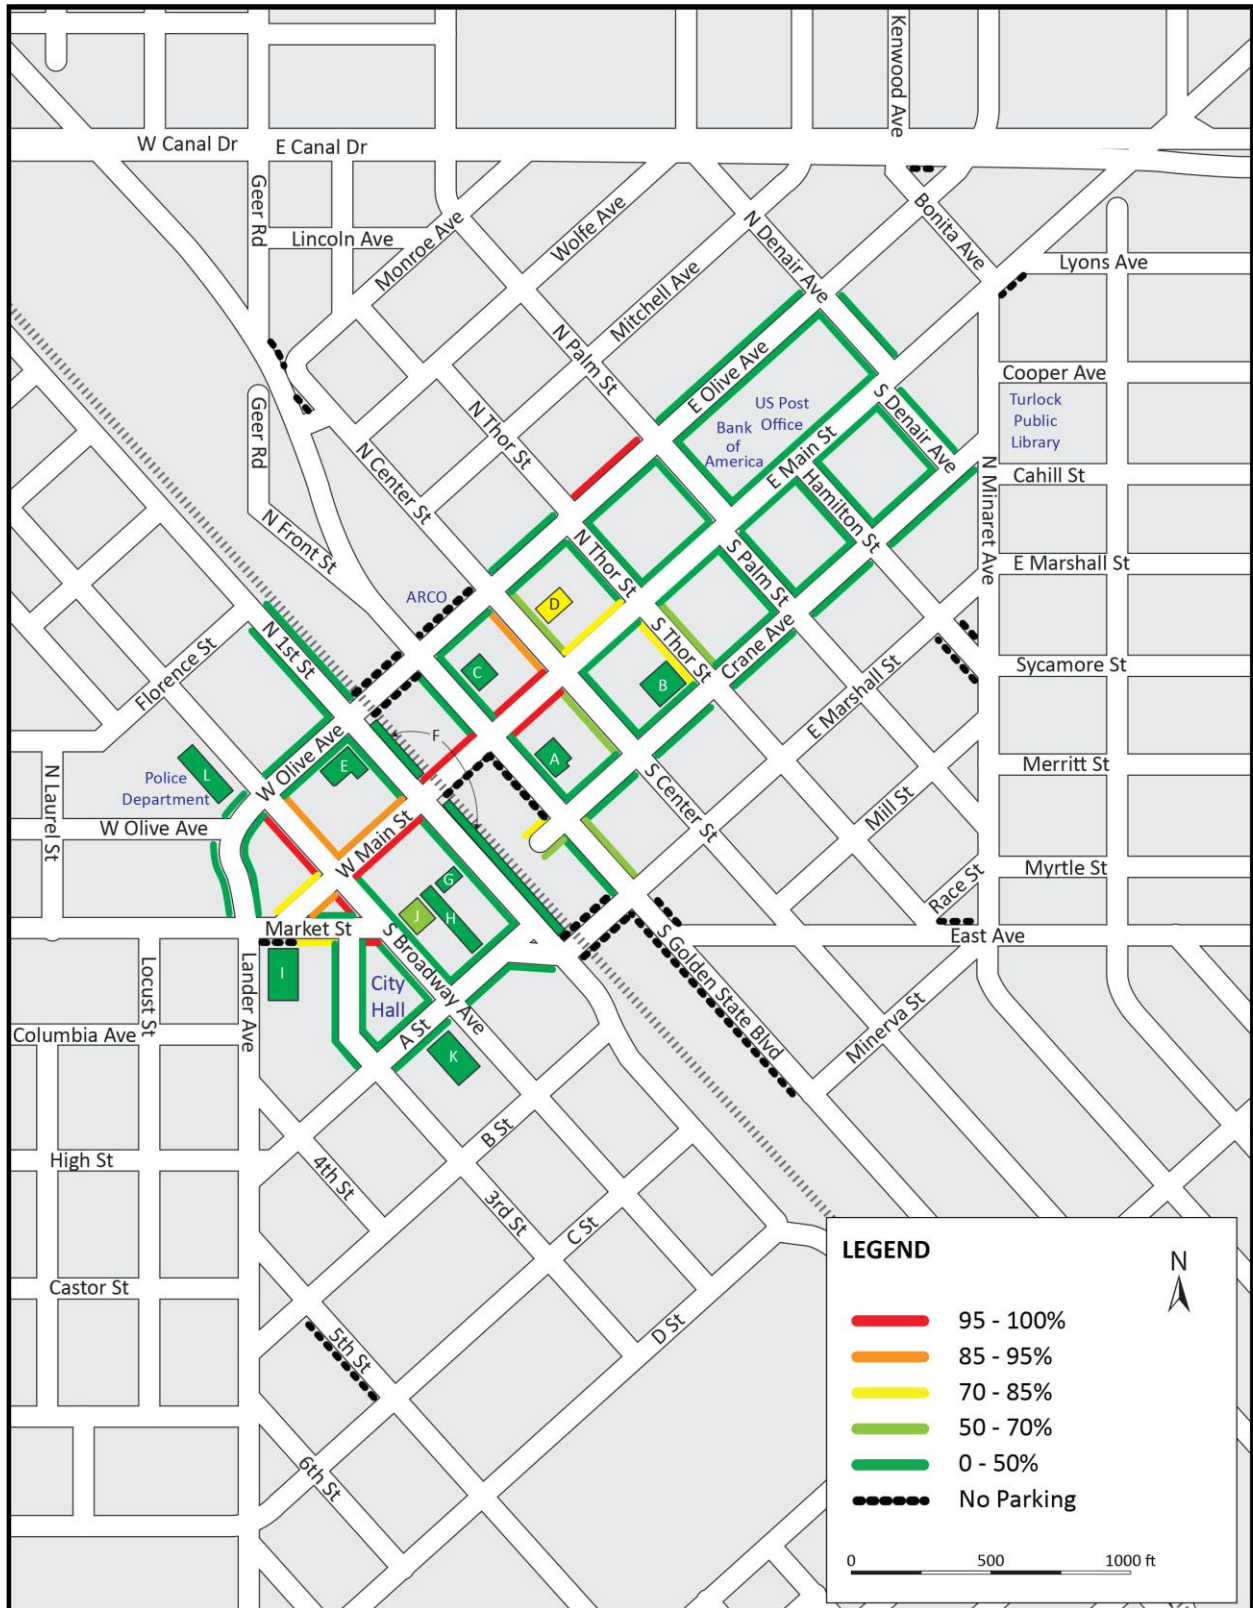 Kenwood Ave
W Canal Dr
E Canal Dr
Geer Rd
Lincoln Ave
Monroe Ave
Wolfe Ave
Mitchell Ave
N Denair Ave
Bonita Ave
Lyons Ave
N Palm St
E Olive Ave
US Post
Office
Bank
of
America
S Denair Ave
Cooper Ave
Turlock
Public
Library
Geer Rd
N Thor St
N Center St
E Main St
Hamilton St
N Minaret Ave
Cahill St
N Front St
N Thor St
S Palm St
E Marshall St
ARCO
D
S Thor St
Crane Ave
N 1st St
Florence St
C
B
E Marshall St
Sycamore St
F
W Olive Ave
A
S Center St
Merritt St
N Laurel St
Police
Department
L
E
W Olive Ave
W Main St
Mill St
Myrtle St
G
H
J
Race St
Market St
S Broadway Ave
S Golden State Blvd
East Ave
Locust St
Lander Ave
I
City
Hall
Columbia Ave
A St
K
Minerva St
High St
B St
4th St
3rd St
C St
Castor St
5th St
D St
6th St
LEGEND
N
95 - 100%
85 - 95%
70 - 85%
50 - 70%
0 - 50%
No Parking
0 500 1000 ft